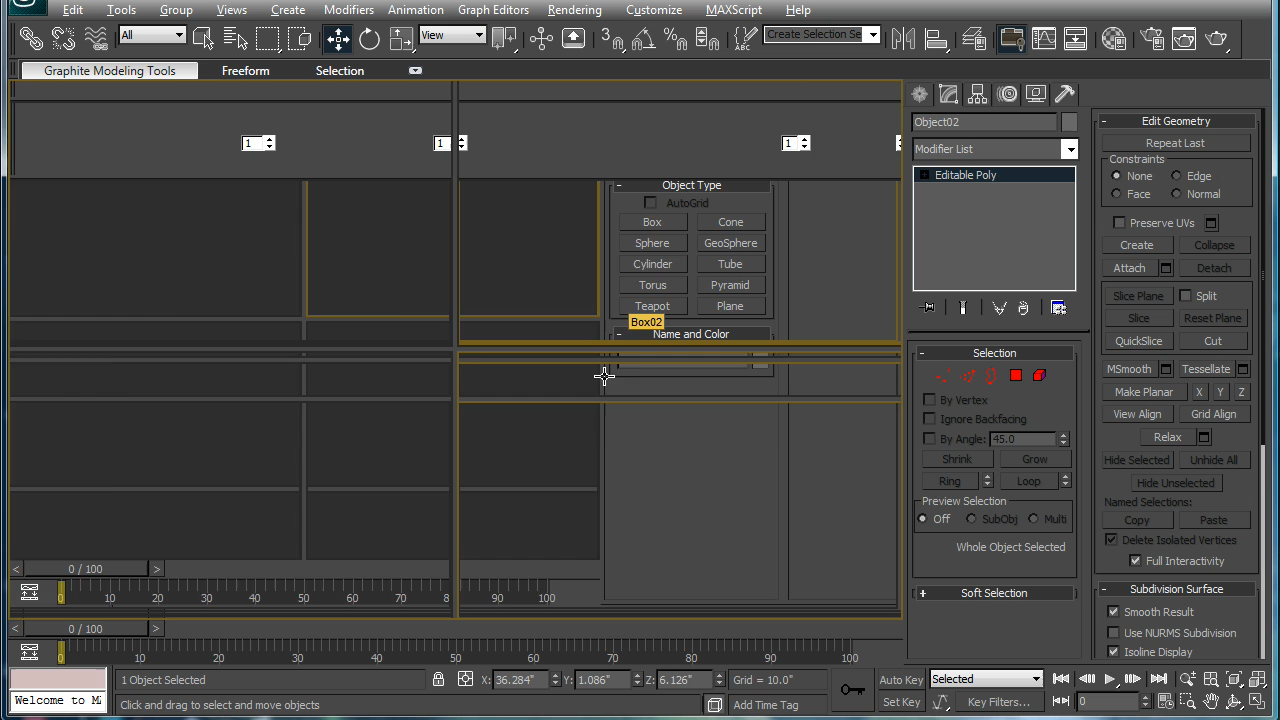 Edit Tools Group Views Create Modifiers Animation Graph Editors Rendering Customize MAXScript Help
All View 3 Create Selection Se
Graphite Modeling Tools Freeform Selection
1 1 1
Object02
Modifier List
Editable Poly
Object Type
AutoGrid
Box Cone
Sphere GeoSphere
Cylinder Tube
Torus Pyramid
Teapot Plane
Box02
Name and Color
Selection
By Vertex
Ignore Backfacing
By Angle: 45.0
Shrink Grow
Ring Loop
Preview Selection
Off SubObj Multi
Whole Object Selected
Soft Selection
Edit Geometry
Repeat Last
Constraints
None Edge
Face Normal
Preserve UVs
Create Collapse
Attach Detach
Slice Plane Split
Slice Reset Plane
QuickSlice Cut
MSmooth Tessellate
Make Planar X Y Z
View Align Grid Align
Relax
Hide Selected Unhide All
Hide Unselected
Named Selections:
Copy Paste
Delete Isolated Vertices
Full Interactivity
Subdivision Surface
Smooth Result
Use NURMS Subdivision
Isoline Display
< 0 / 100 >
0 10 20 30 40 50 60 70 8 90 100
< 0 / 100 >
0 10 20 30 40 50 60 70 80 90 100
1 Object Selected X: 36.284" Y: 1.086" Z: 6.126" Grid = 10.0" Auto Key Selected
Welcome to M Click and drag to select and move objects Add Time Tag Set Key Key Filters... 0